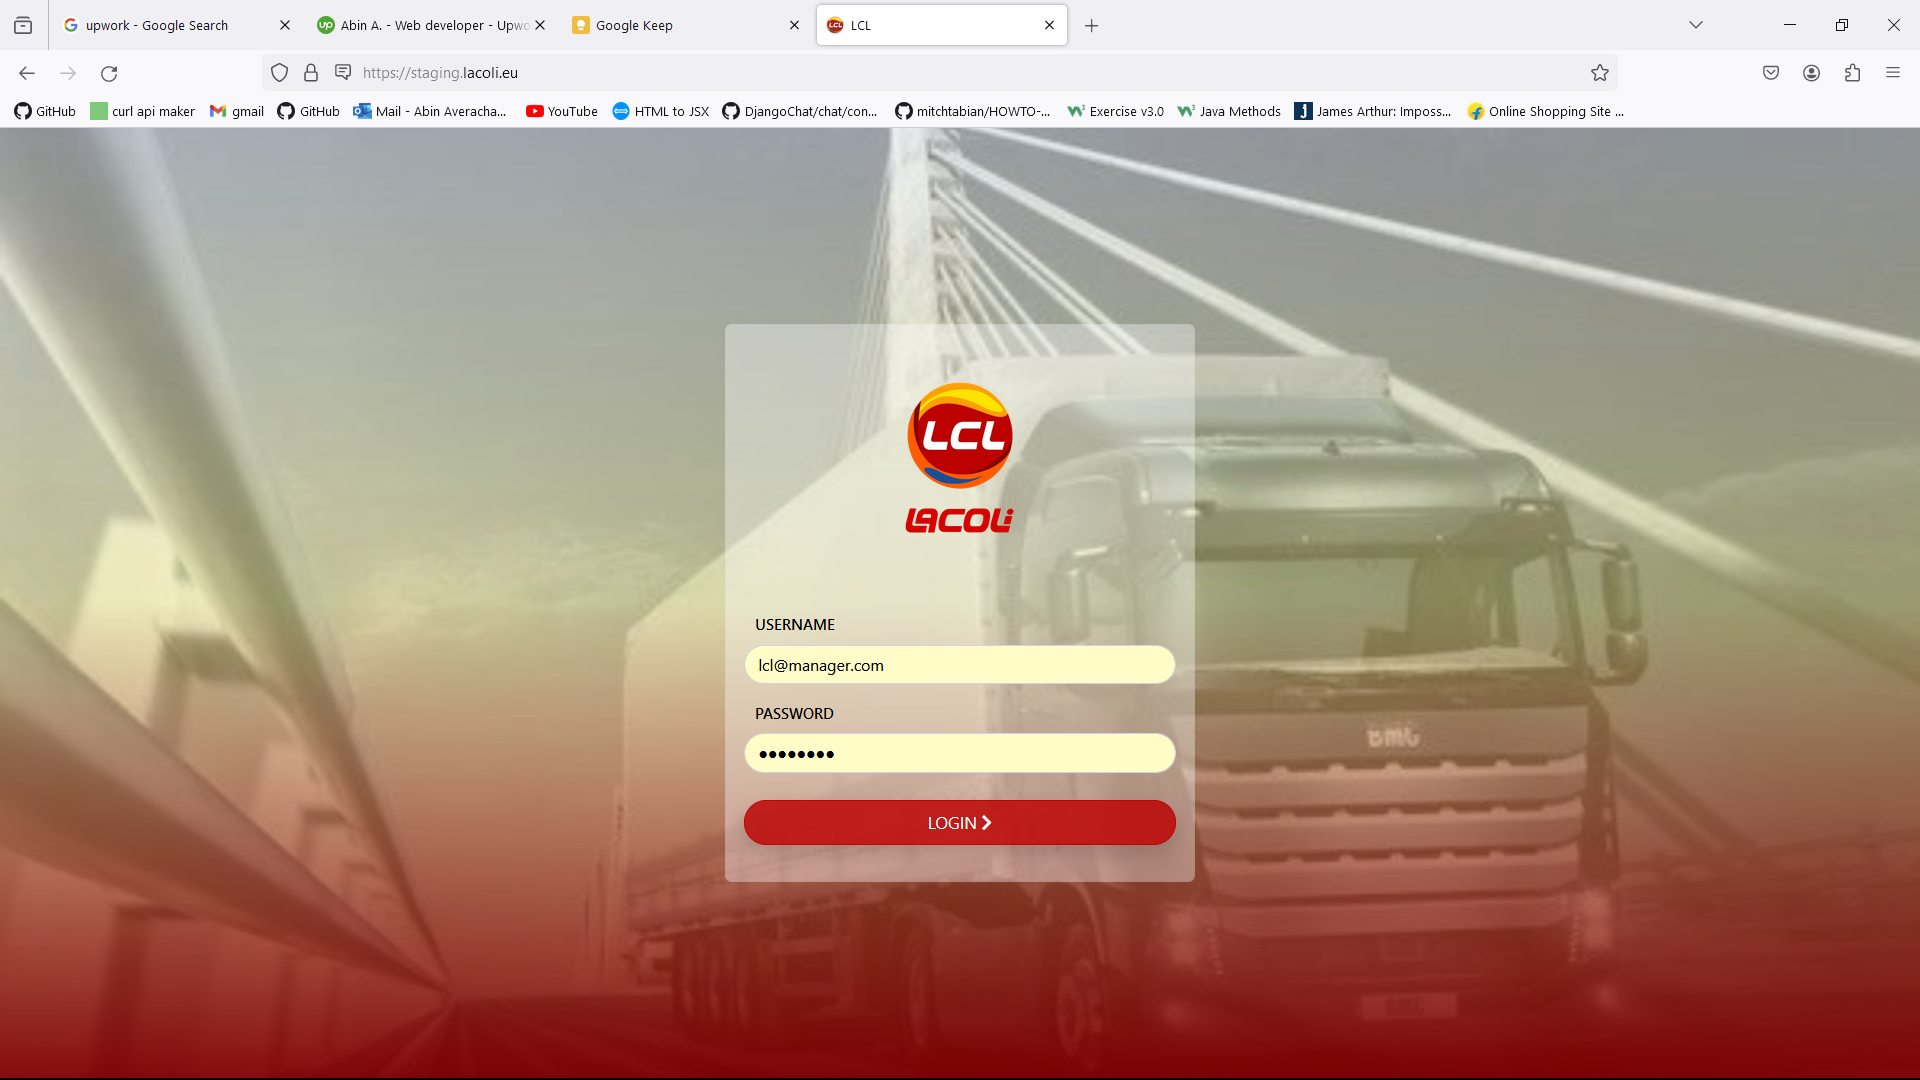 upwork - Google Search
Abin A. - Web developer - Upwo
Google Keep
LCL
https://staging.lacoli.eu
GitHub
curl api maker
gmail
GitHub
Mail - Abin Averacha...
YouTube
HTML to JSX
DjangoChat/chat/con...
mitchtabian/HOWTO-...
Exercise v3.0
Java Methods
James Arthur: Imposs...
Online Shopping Site ...
LCL
LACOLi
USERNAME
lcl@manager.com
PASSWORD
●●●●●●●●
LOGIN
BMC